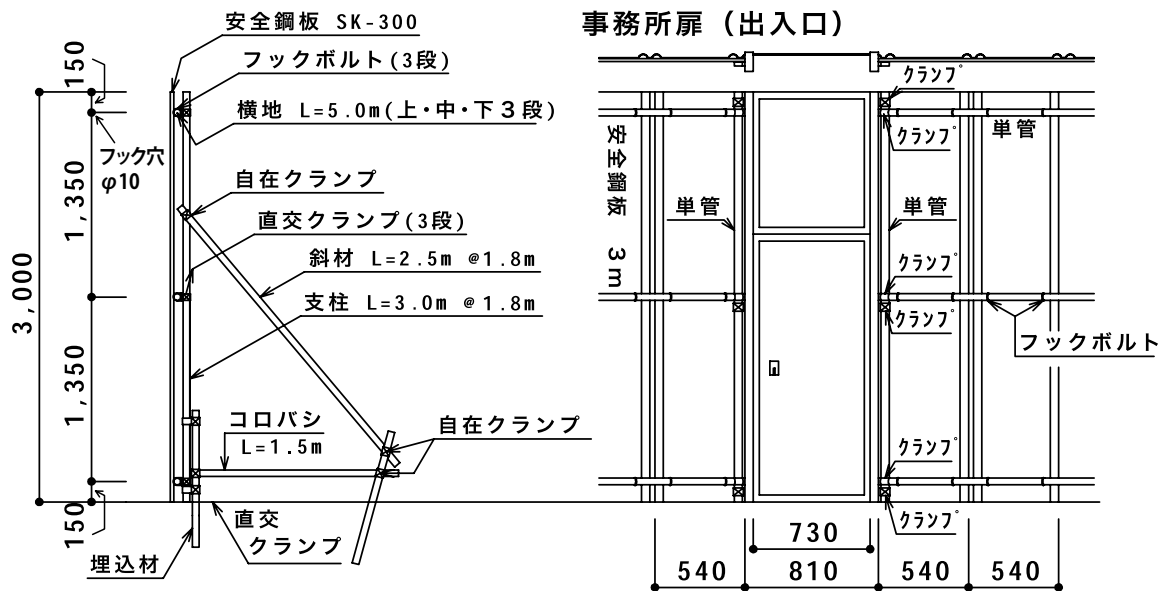 事務所扉（出入口）
安全鋼板 SK-300
フックボルト(3段)
横地 L=5.0m(上・中・下３段)
フック穴
φ10
自在クランプ
直交クランプ(3段)
斜材 L=2.5m @1.8m
支柱 L=3.0m @1.8m
コロバシ
L=1.5m
自在クランプ
直交
クランプ
埋込材
150
1,350
1,350
150
3,000
安全鋼板 3m
単管
単管
単管
クランプ
クランプ
クランプ
クランプ
クランプ
クランプ
フックボルト
730
540
810
540
540